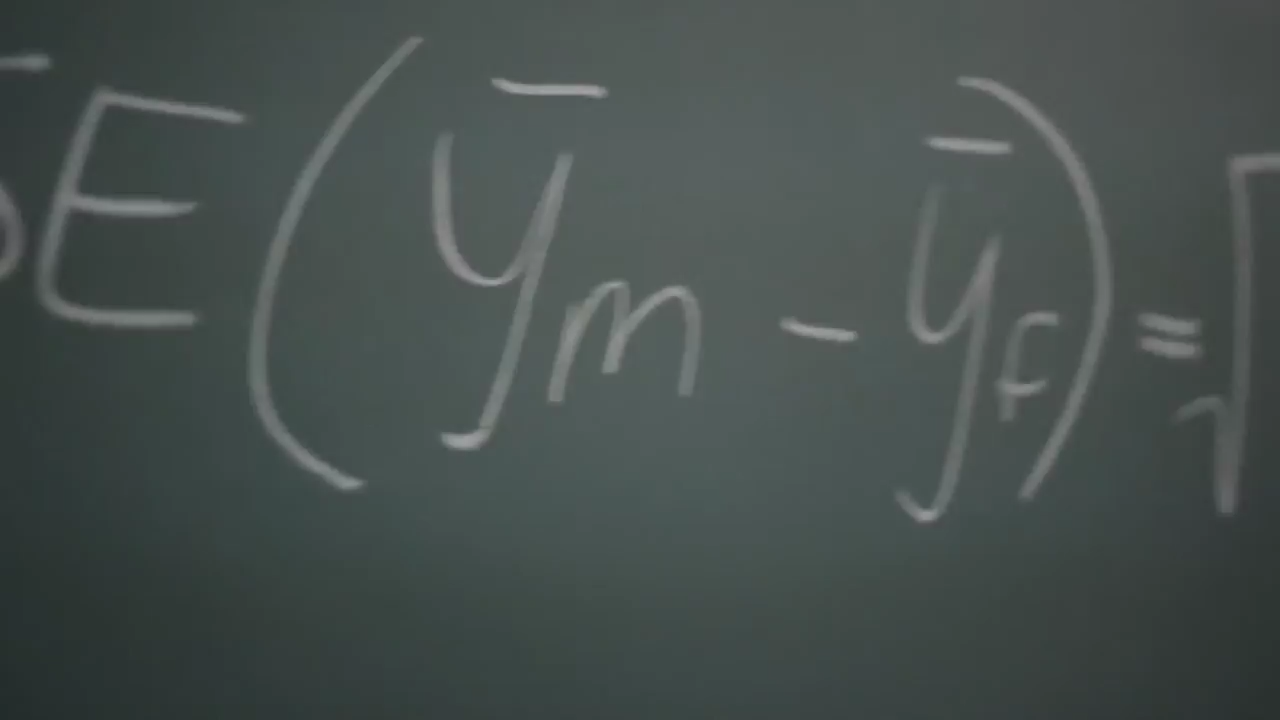 SE(ȳm - ȳf) = √